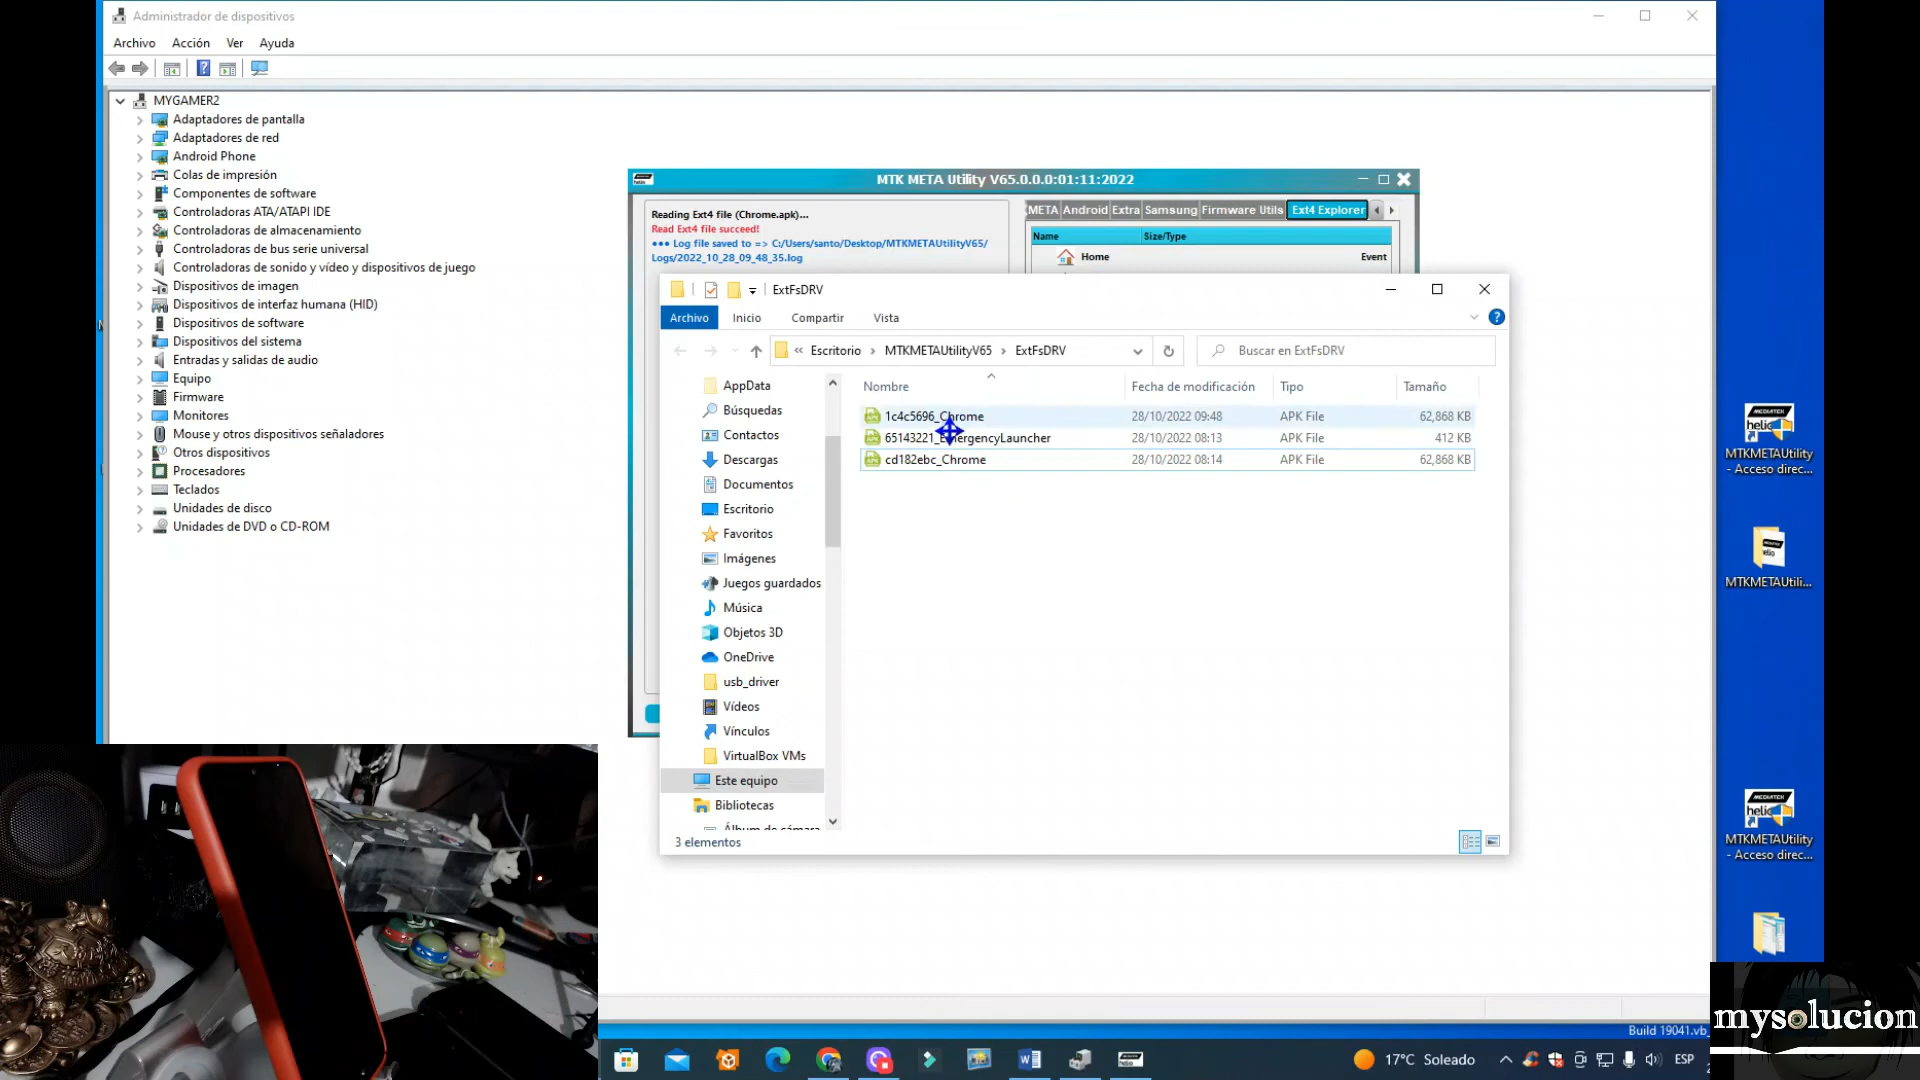 Administrador de dispositivos
Archivo Acción Ver Ayuda
MYGAMER2
Adaptadores de pantalla
Adaptadores de red
Android Phone
Colas de impresión
Componentes de software
Controladoras ATA/ATAPI IDE
Controladoras de almacenamiento
Controladoras de bus serie universal
Controladoras de sonido y vídeo y dispositivos de juego
Dispositivos de imagen
Dispositivos de interfaz humana (HID)
Dispositivos de software
Dispositivos del sistema
Entradas y salidas de audio
Equipo
Firmware
Monitores
Mouse y otros dispositivos señaladores
Otros dispositivos
Procesadores
Teclados
Unidades de disco
Unidades de DVD o CD-ROM
MTK META Utility V65.0.0.0:01:11:2022
Reading Ext4 file (Chrome.apk)...
Read Ext4 file succeed!
●●● Log file saved to => C:/Users/santo/Desktop/MTKMETAUtilityV65/
Logs/2022_10_28_09_48_35.log
META Android Extra Samsung Firmware Utils Ext4 Explorer
Name Size/Type
Home Event
ExtFsDRV
Archivo Inicio Compartir Vista
« Escritorio › MTKMETAUtilityV65 › ExtFsDRV
Buscar en ExtFsDRV
AppData
Búsquedas
Contactos
Descargas
Documentos
Escritorio
Favoritos
Imágenes
Juegos guardados
Música
Objetos 3D
OneDrive
usb_driver
Vídeos
Vínculos
VirtualBox VMs
Este equipo
Bibliotecas
Álbum de cámara
Nombre Fecha de modificación Tipo Tamaño
1c4c5696_Chrome 28/10/2022 09:48 APK File 62,868 KB
65143221_EmergencyLauncher 28/10/2022 08:13 APK File 412 KB
cd182ebc_Chrome 28/10/2022 08:14 APK File 62,868 KB
3 elementos
MEDIATEK
helio
MTKMETAUtility
- Acceso direc...
helio
MTKMETAUtili...
MEDIATEK
helio
MTKMETAUtility
- Acceso direc...
Build 19041.vb_
mysolucion
17°C Soleado
ESP